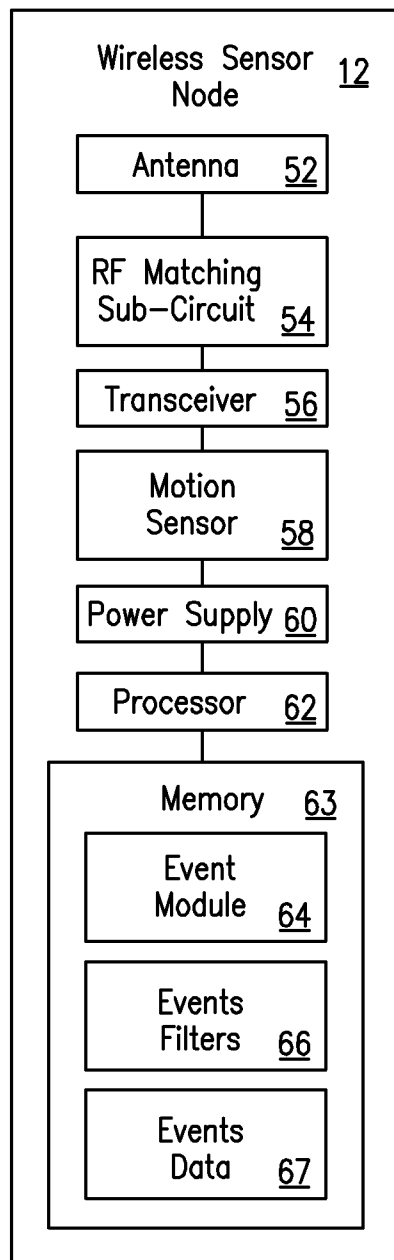 Wireless Sensor 12
Node
Antenna 52
RF Matching
Sub-Circuit 54
Transceiver 56
Motion
Sensor 58
Power Supply 60
Processor 62
Memory 63
Event
Module 64
Events
Filters 66
Events
Data 67